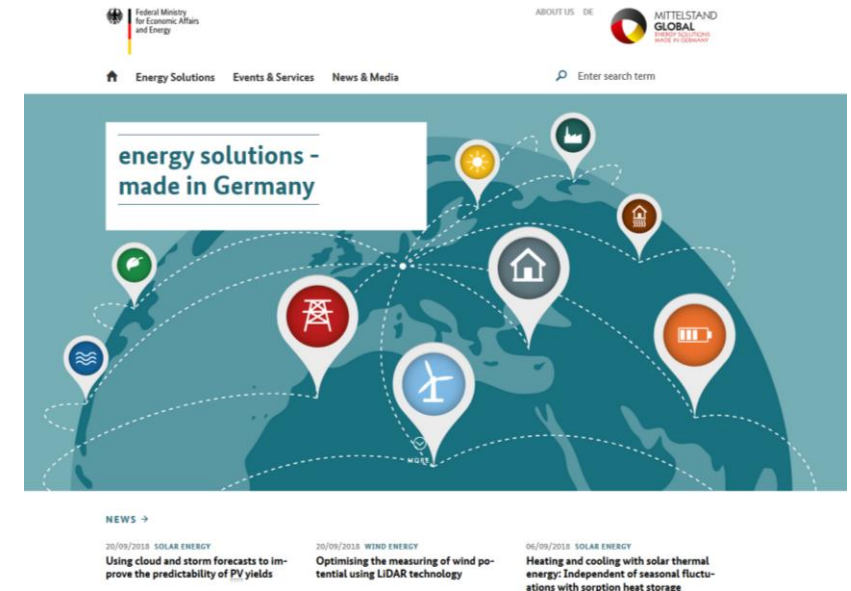 Federal Ministry
for Economic Affairs
and Energy
ABOUT US DE
MITTELSTAND
GLOBAL
ENERGY SOLUTIONS
MADE IN GERMANY
Energy Solutions Events & Services News & Media
Enter search term
energy solutions -
made in Germany
MORE
NEWS →
20/09/2018 SOLAR ENERGY
Using cloud and storm forecasts to im-
prove the predictability of PV yields
20/09/2018 WIND ENERGY
Optimising the measuring of wind po-
tential using LiDAR technology
06/09/2018 SOLAR ENERGY
Heating and cooling with solar thermal
energy: Independent of seasonal fluctu-
ations with sorption heat storage